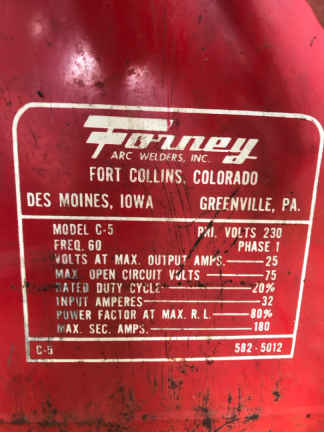 Forney
ARC WELDERS, INC.
FORT COLLINS, COLORADO
DES MOINES, IOWA GREENVILLE, PA.
MODEL C-5 PRI. VOLTS 230
FREQ. 60 PHASE 1
VOLTS AT MAX. OUTPUT AMPS. 25
MAX. OPEN CIRCUIT VOLTS 75
RATED DUTY CYCLE 20%
INPUT AMPERES 32
POWER FACTOR AT MAX. R.L. 80%
MAX. SEC. AMPS. 180
C-5 582-5012